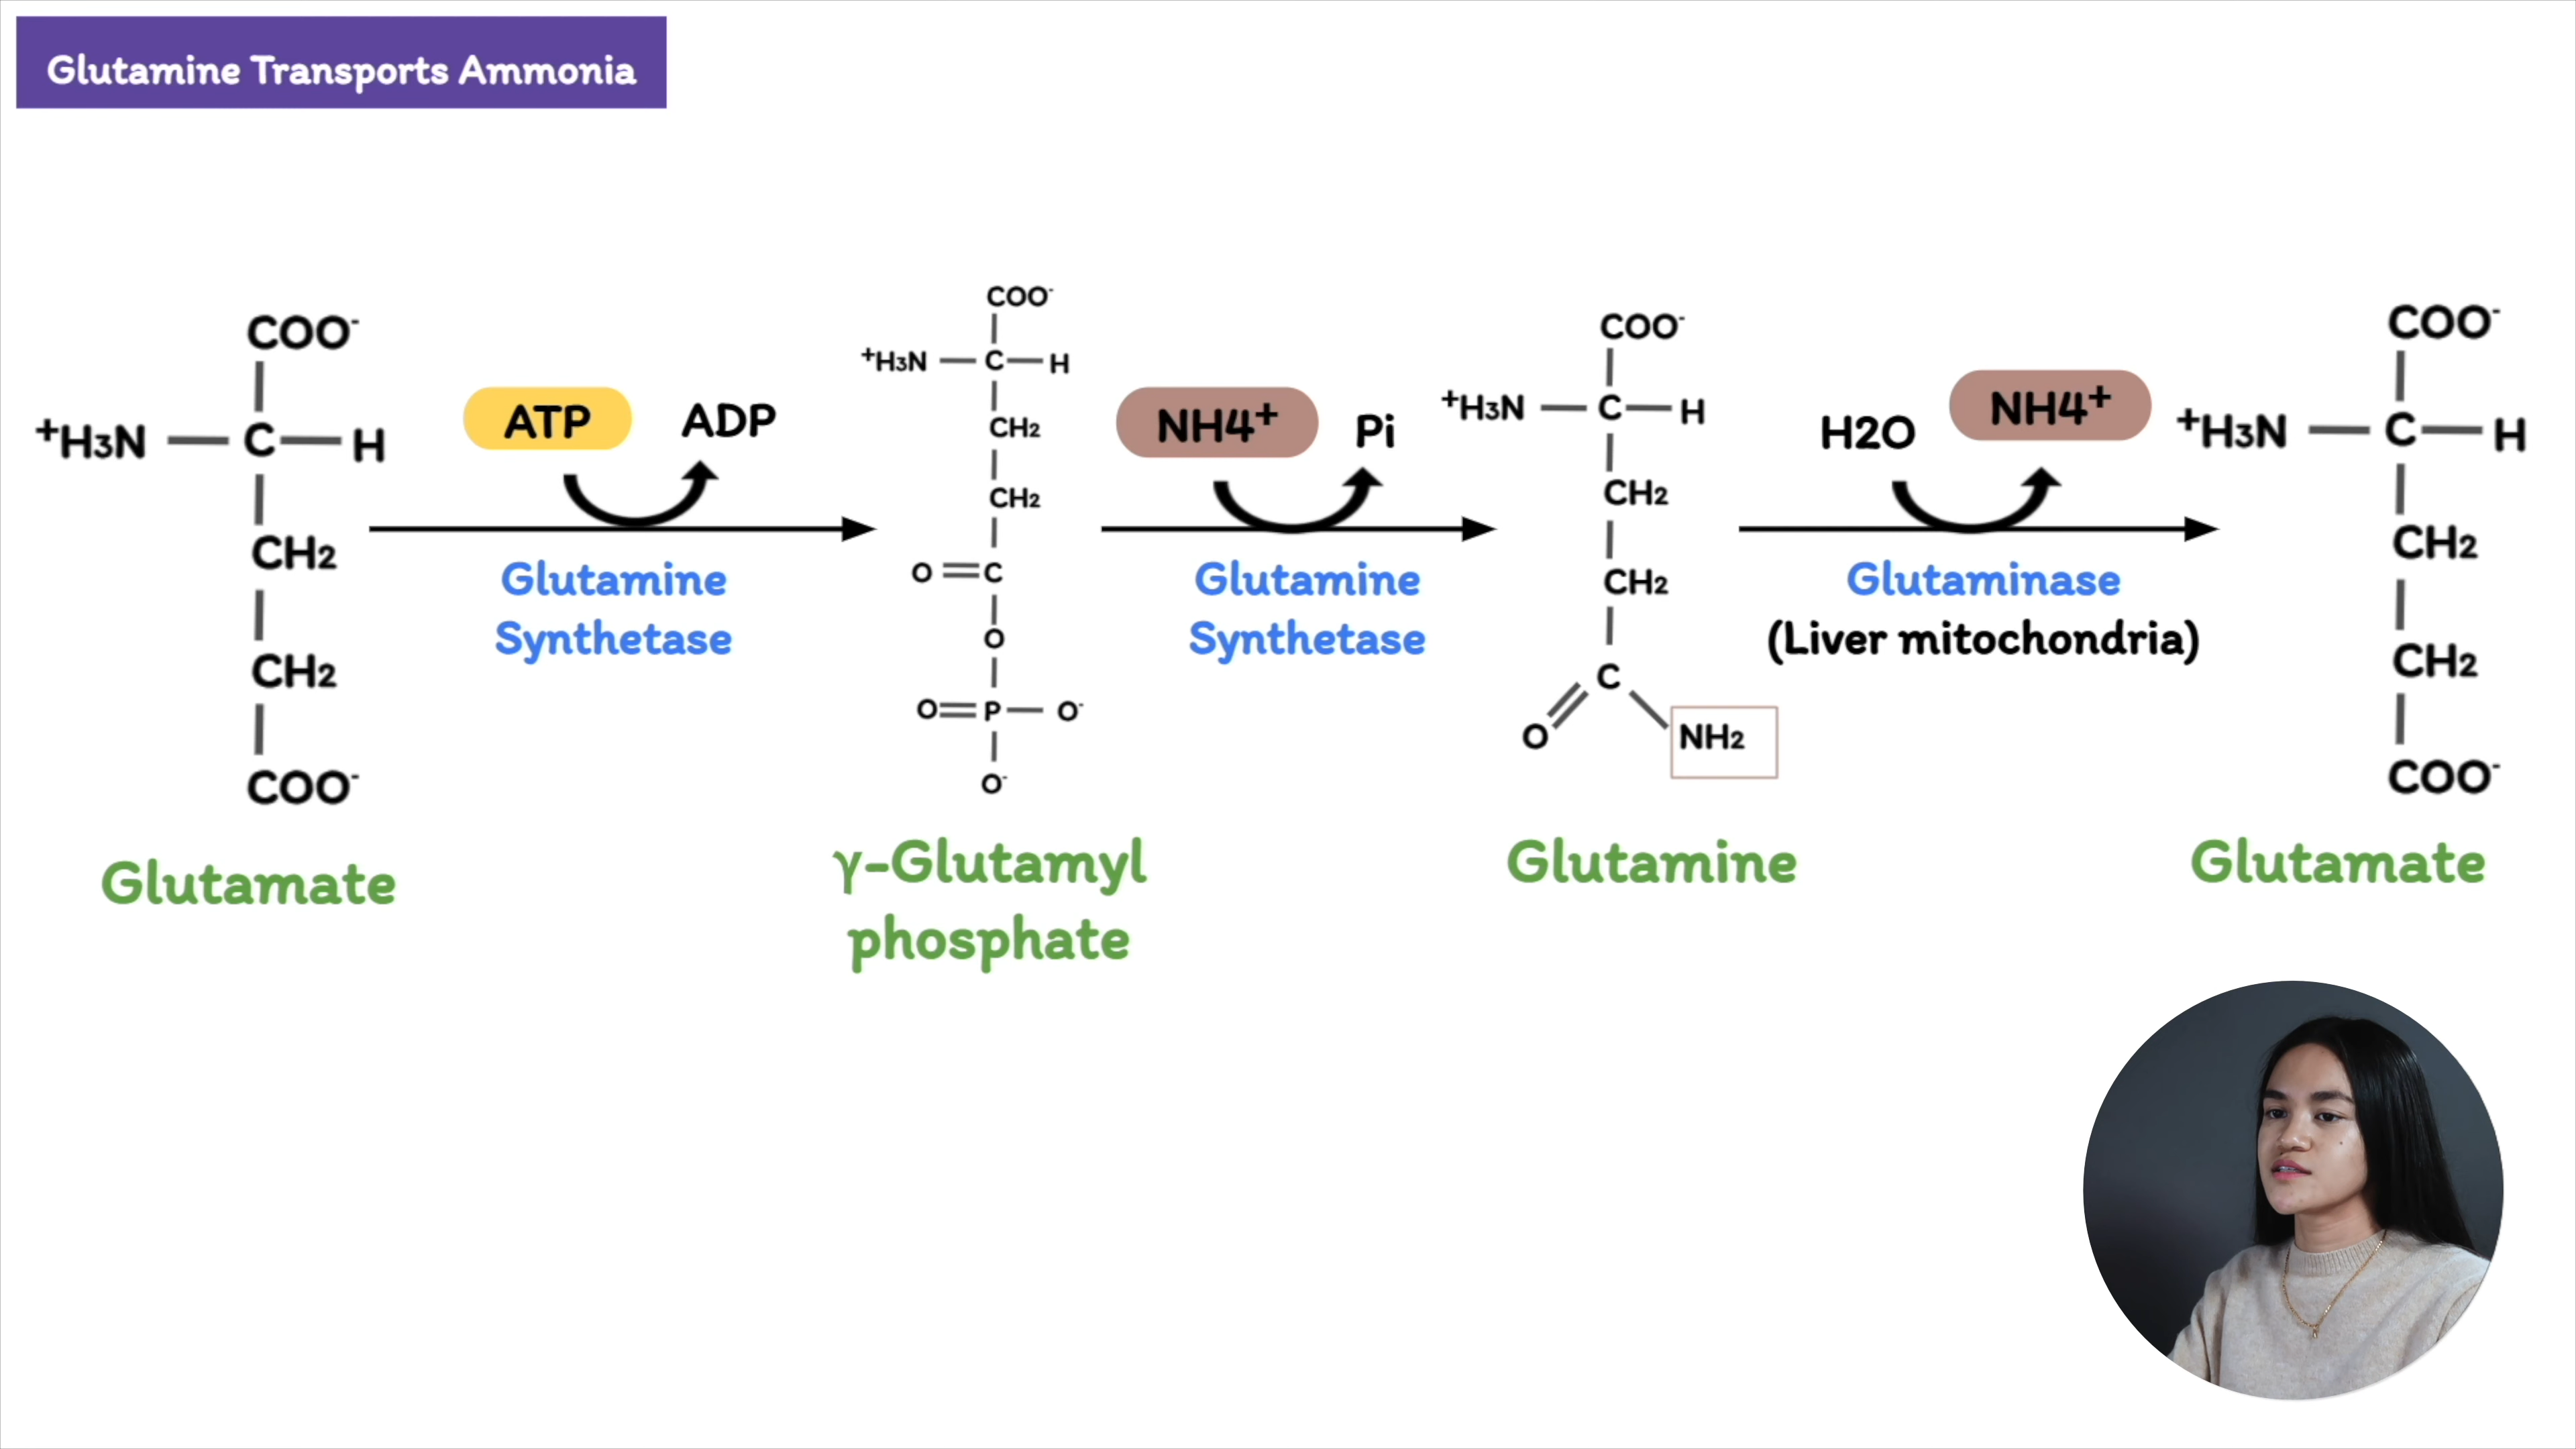 Glutamine Transports Ammonia
COO⁻
⁺H3N C H
CH2
CH2
COO⁻
Glutamate
ATP ADP
Glutamine
Synthetase
COO⁻
⁺H3N C H
CH2
CH2
O C
O
O P O⁻
O⁻
γ-Glutamyl
phosphate
NH4⁺ Pi
Glutamine
Synthetase
COO⁻
⁺H3N C H
CH2
CH2
C
O NH2
Glutamine
H2O NH4⁺
Glutaminase
(Liver mitochondria)
COO⁻
⁺H3N C H
CH2
CH2
COO⁻
Glutamate